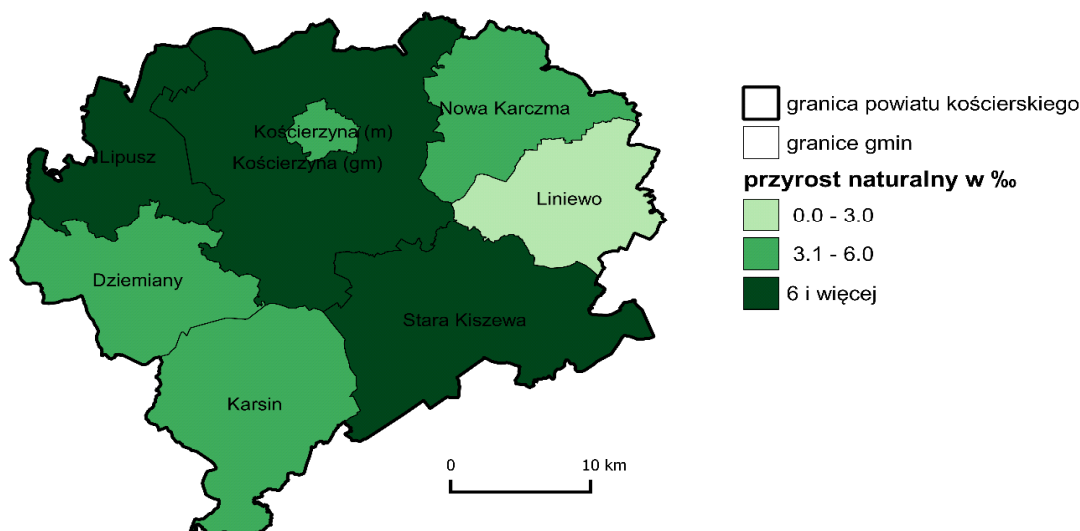 Nowa Karczma
Kościerzyna (m)
Lipusz
Kościerzyna (gm)
Liniewo
Dziemiany
Stara Kiszewa
Karsin
0 10 km
granica powiatu kościerskiego
granice gmin
przyrost naturalny w ‰
0.0 - 3.0
3.1 - 6.0
6 i więcej